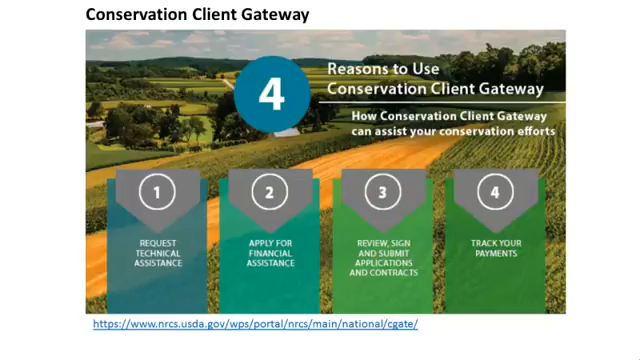 Conservation Client Gateway
4
Reasons to Use
Conservation Client Gateway
How Conservation Client Gateway
can assist your conservation efforts
1
REQUEST
TECHNICAL
ASSISTANCE
2
APPLY FOR
FINANCIAL
ASSISTANCE
3
REVIEW, SIGN
AND SUBMIT
APPLICATIONS
AND CONTRACTS
4
TRACK YOUR
PAYMENTS
https://www.nrcs.usda.gov/wps/portal/nrcs/main/national/cgate/